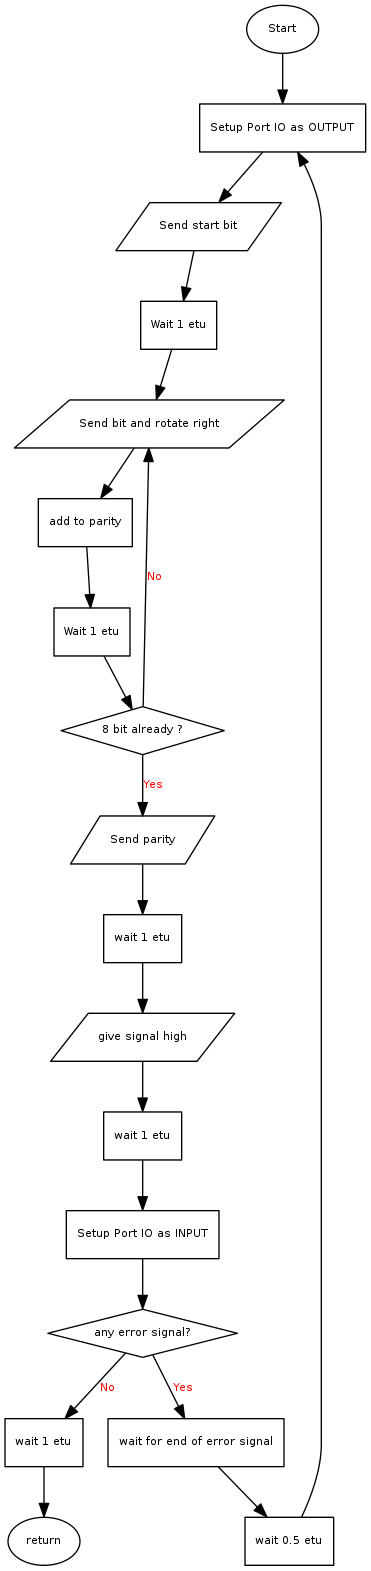 Start
Setup Port IO as OUTPUT
Send start bit
Wait 1 etu
Send bit and rotate right
add to parity
No
Wait 1 etu
8 bit already ?
Yes
Send parity
wait 1 etu
give signal high
wait 1 etu
Setup Port IO as INPUT
any error signal?
No
Yes
wait 1 etu
wait for end of error signal
return
wait 0.5 etu